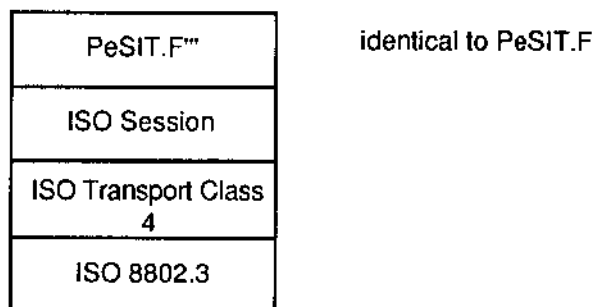 PeSIT.F''' identical to PeSIT.F
ISO Session
ISO Transport Class
4
ISO 8802.3